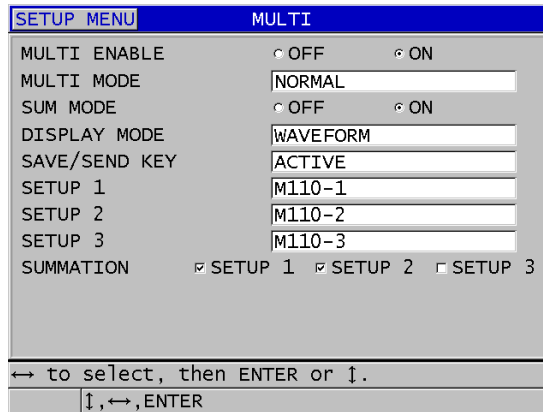 SETUP MENU MULTI
MULTI ENABLE OFF ON
MULTI MODE NORMAL
SUM MODE OFF ON
DISPLAY MODE WAVEFORM
SAVE/SEND KEY ACTIVE
SETUP 1 M110-1
SETUP 2 M110-2
SETUP 3 M110-3
SUMMATION SETUP 1 SETUP 2 SETUP 3
↔ to select, then ENTER or ↕.
↕,↔,ENTER